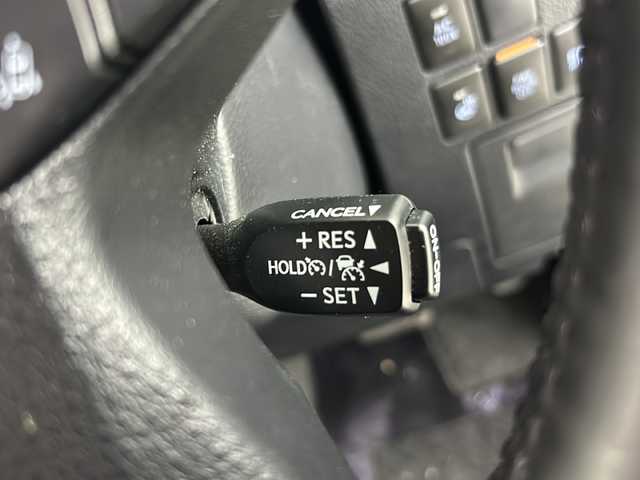 CANCEL▼
+ RES ▲
HOLD / ◀
− SET ▼
ON-OFF